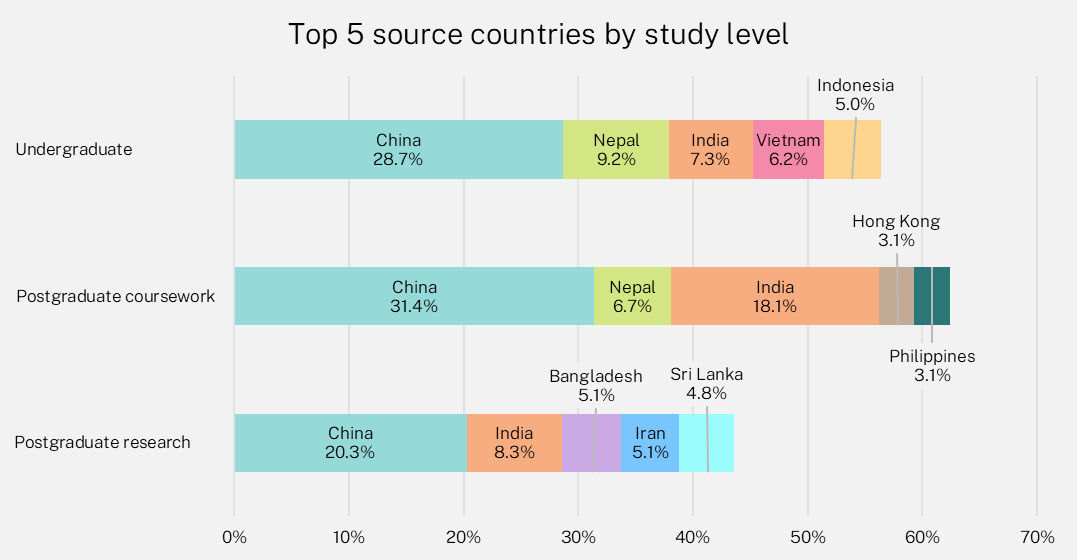 Top 5 source countries by study level
Indonesia
5.0%
Undergraduate
China
28.7%
Nepal
9.2%
India
7.3%
Vietnam
6.2%
Hong Kong
3.1%
Postgraduate coursework
China
31.4%
Nepal
6.7%
India
18.1%
Philippines
3.1%
Bangladesh
5.1%
Sri Lanka
4.8%
Postgraduate research
China
20.3%
India
8.3%
Iran
5.1%
0% 10% 20% 30% 40% 50% 60% 70%